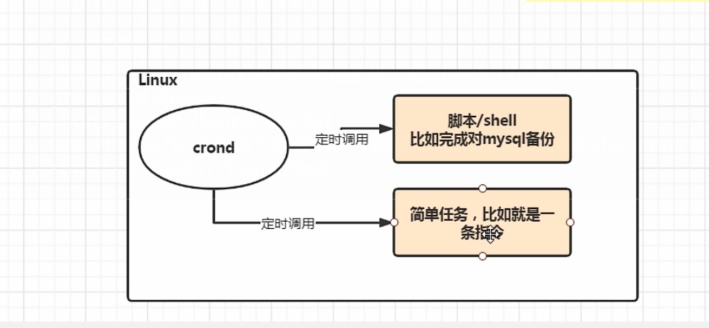 Linux
crond
定时调用
脚本/shell
比如完成对mysql备份
定时调用
简单任务，比如就是一
条指令